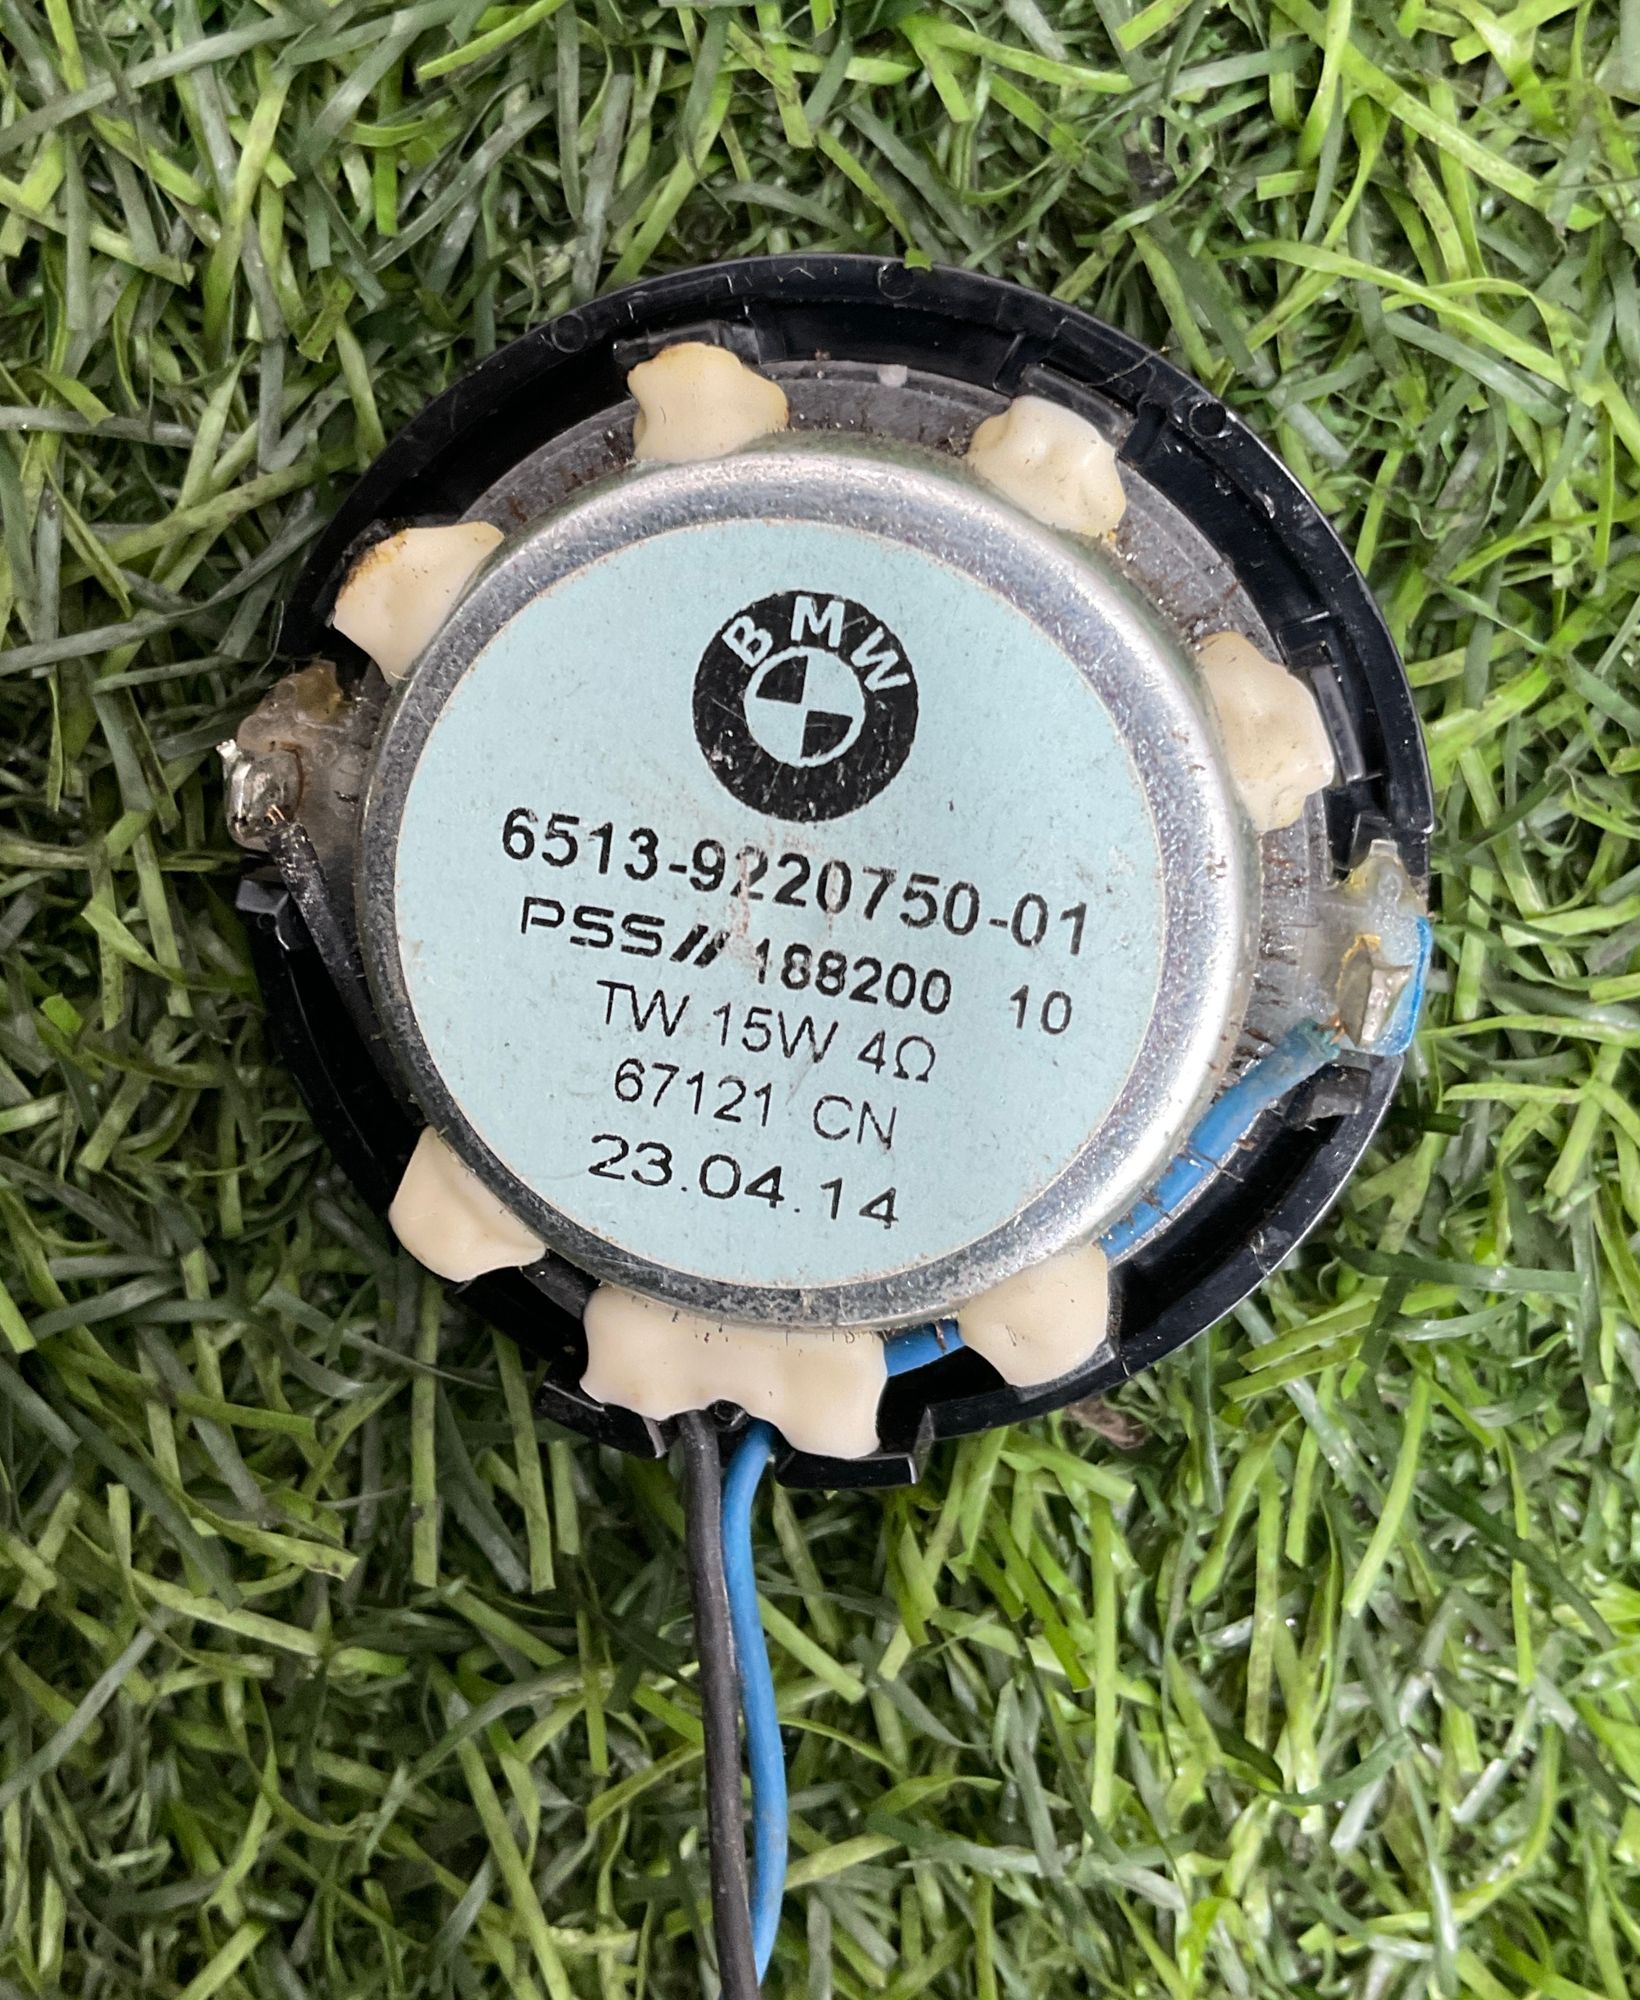 BMW
6513-9220750-01
PSS// 188200 10
TW 15W 4Ω
67121 CN
23.04.14